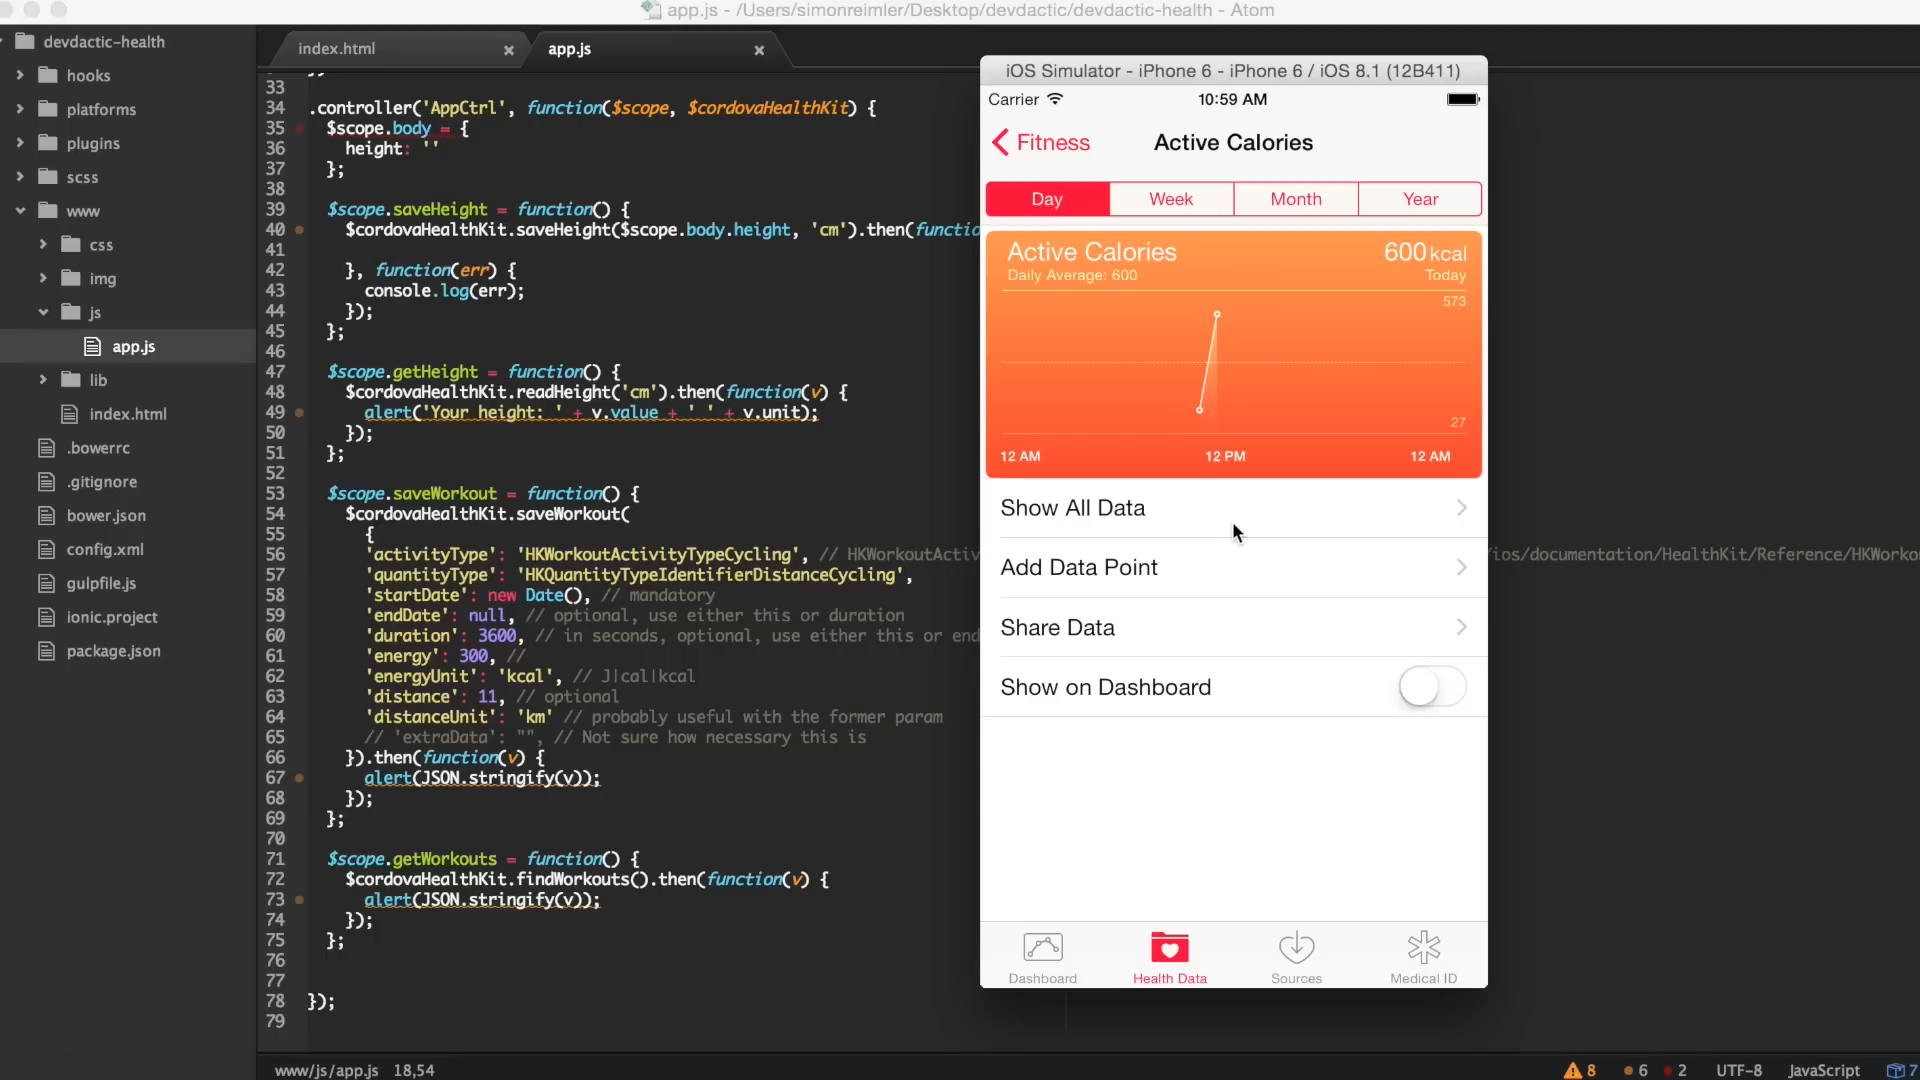 app.js - /Users/simonreimler/Desktop/devdactic/devdactic-health - Atom
devdactic-health
hooks
platforms
plugins
scss
www
css
img
js
app.js
lib
index.html
.bowerrc
.gitignore
bower.json
config.xml
gulpfile.js
ionic.project
package.json
index.html
app.js
33
34 .controller('AppCtrl', function($scope, $cordovaHealthKit) {
35 $scope.body = {
36 height: ''
37 };
38
39 $scope.saveHeight = function() {
40 $cordovaHealthKit.saveHeight($scope.body.height, 'cm').then(functio
41
42 }, function(err) {
43 console.log(err);
44 });
45 };
46
47 $scope.getHeight = function() {
48 $cordovaHealthKit.readHeight('cm').then(function(v) {
49 alert('Your height: ' + v.value + ' ' + v.unit);
50 });
51 };
52
53 $scope.saveWorkout = function() {
54 $cordovaHealthKit.saveWorkout(
55 {
56 'activityType': 'HKWorkoutActivityTypeCycling', // HKWorkoutActiv /ios/documentation/HealthKit/Reference/HKWorko
57 'quantityType': 'HKQuantityTypeIdentifierDistanceCycling',
58 'startDate': new Date(), // mandatory
59 'endDate': null, // optional, use either this or duration
60 'duration': 3600, // in seconds, optional, use either this or end
61 'energy': 300, //
62 'energyUnit': 'kcal', // J|cal|kcal
63 'distance': 11, // optional
64 'distanceUnit': 'km' // probably useful with the former param
65 // 'extraData': "", // Not sure how necessary this is
66 }).then(function(v) {
67 alert(JSON.stringify(v));
68 });
69 };
70
71 $scope.getWorkouts = function() {
72 $cordovaHealthKit.findWorkouts().then(function(v) {
73 alert(JSON.stringify(v));
74 });
75 };
76
77
78 });
79
iOS Simulator - iPhone 6 - iPhone 6 / iOS 8.1 (12B411)
Carrier 10:59 AM
Fitness Active Calories
Day Week Month Year
Active Calories 600 kcal
Daily Average: 600 Today
573
27
12 AM 12 PM 12 AM
Show All Data
Add Data Point
Share Data
Show on Dashboard
Dashboard Health Data Sources Medical ID
www/js/app.js 18,54 8 6 2 UTF-8 JavaScript 7